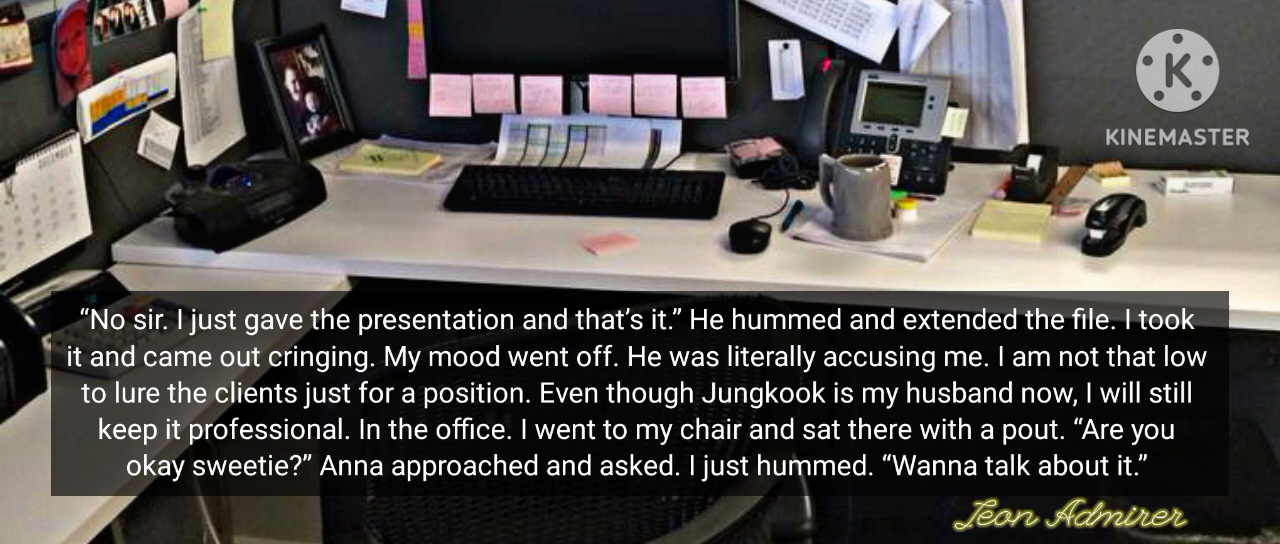 KINEMASTER
“No sir. I just gave the presentation and that’s it.” He hummed and extended the file. I took
it and came out cringing. My mood went off. He was literally accusing me. I am not that low
to lure the clients just for a position. Even though Jungkook is my husband now, I will still
keep it professional. In the office. I went to my chair and sat there with a pout. “Are you
okay sweetie?” Anna approached and asked. I just hummed. “Wanna talk about it.”
Jeon Admirer